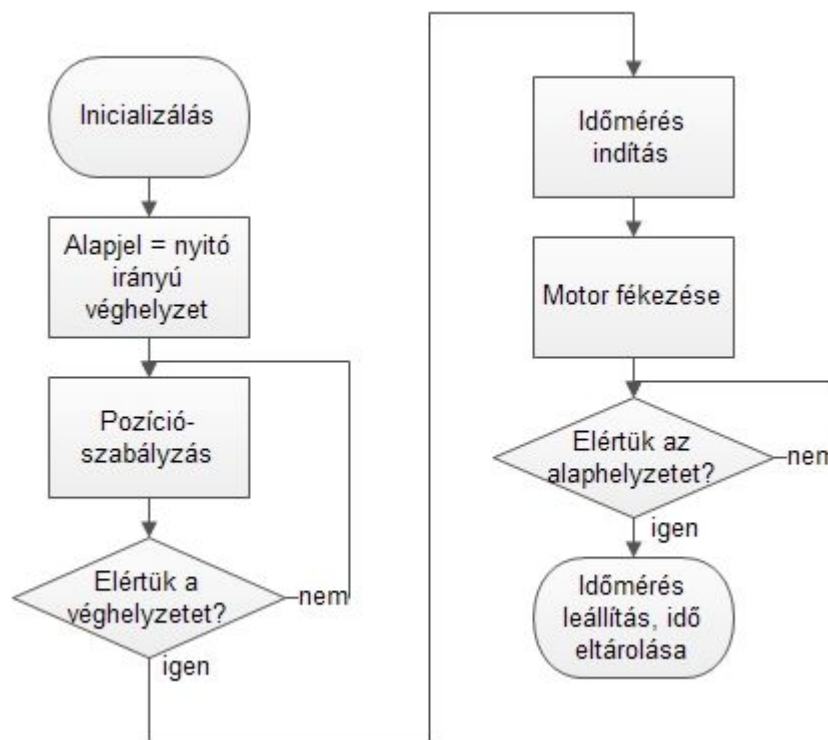 Inicializálás
Alapjel = nyitó
irányú
véghelyzet
Pozíció-
szabályzás
Elértük a
véghelyzetet?
nem
igen
Időmérés
indítás
Motor fékezése
Elértük az
alaphelyzetet?
nem
igen
Időmérés
leállítás, idő
eltárolása